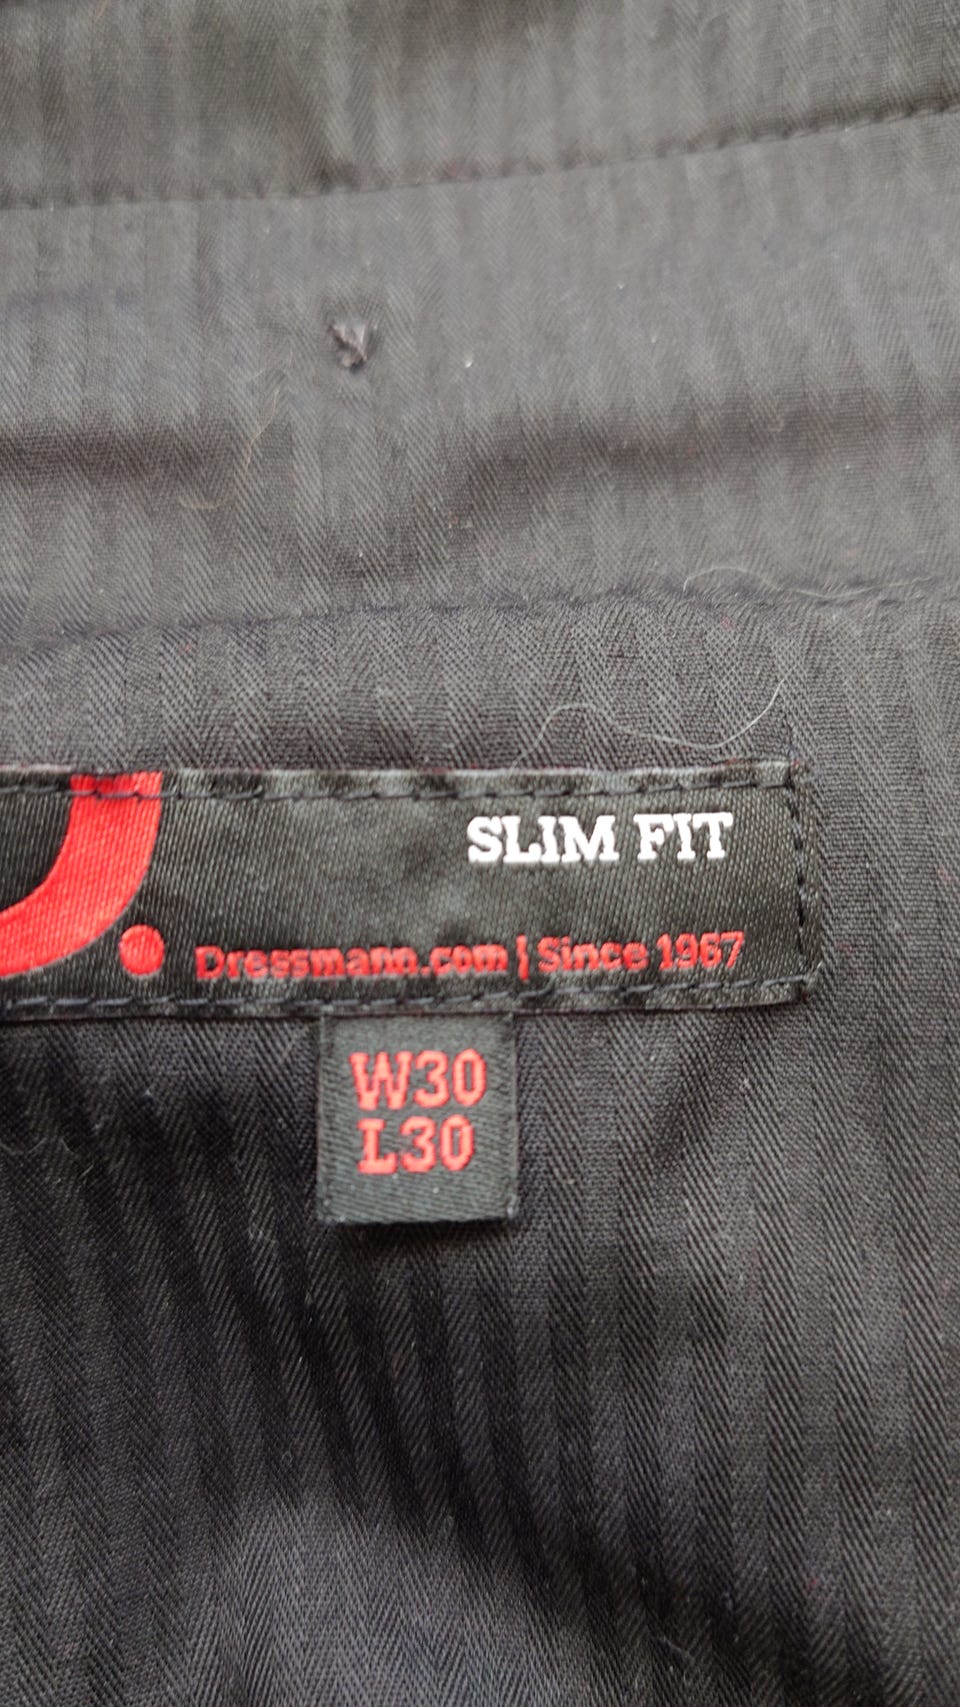 SLIM FIT
D.
Dressmann.com | Since 1967
W30
L30